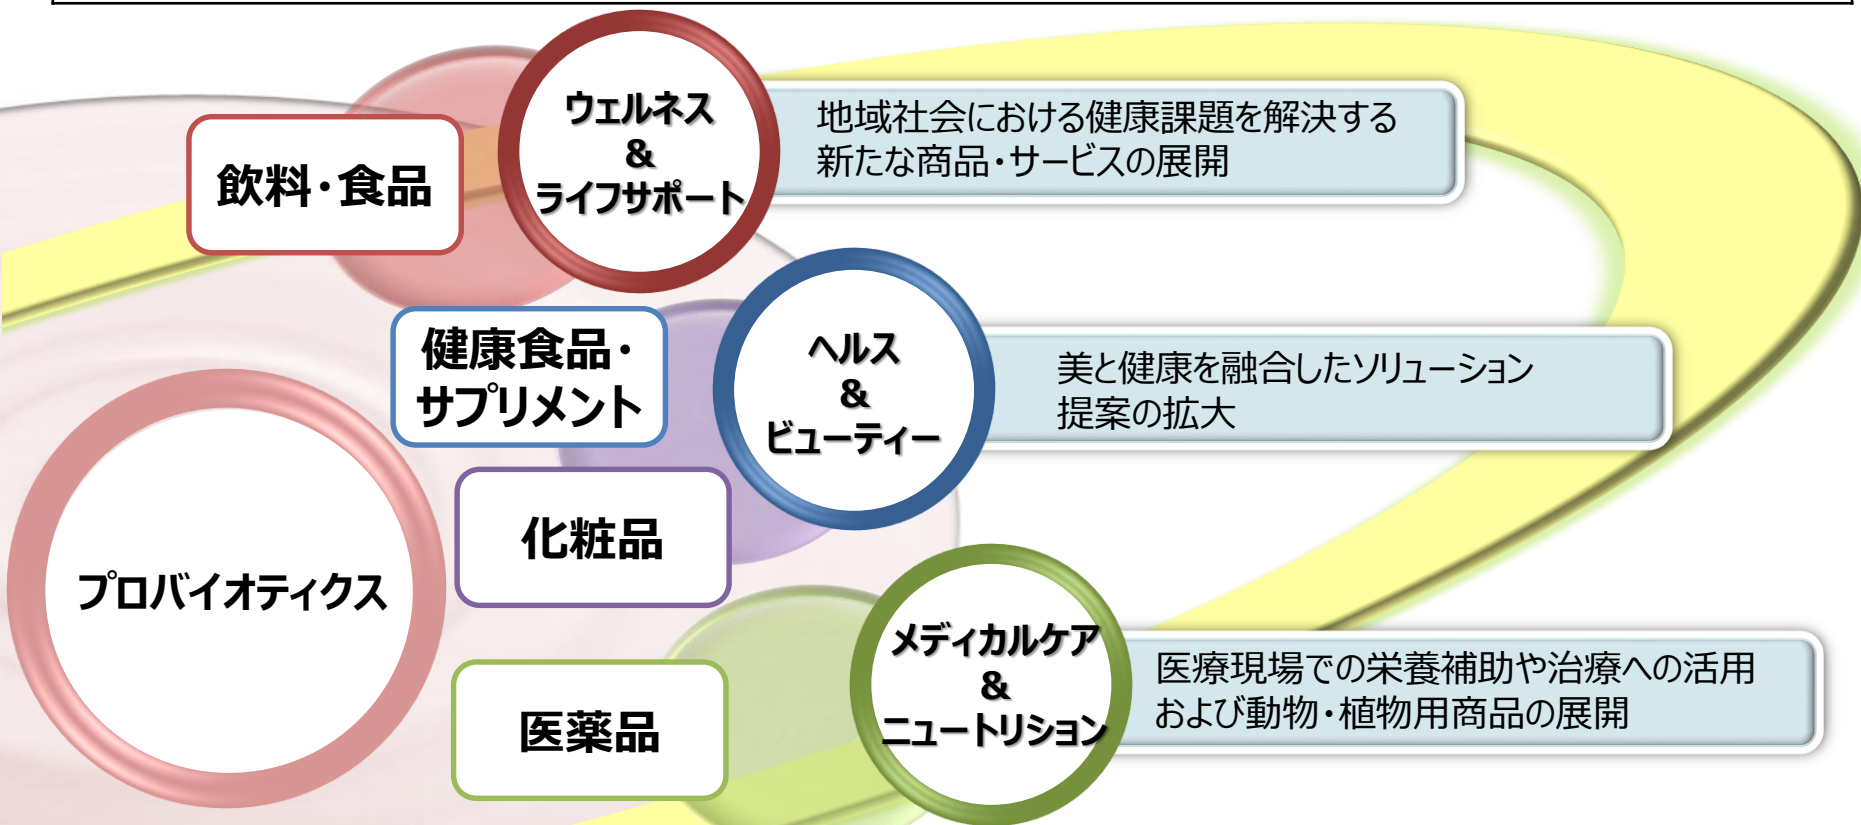 ウェルネス
&
ライフサポート
地域社会における健康課題を解決する
新たな商品・サービスの展開
飲料・食品
健康食品・
サプリメント
ヘルス
&
ビューティー
美と健康を融合したソリューション
提案の拡大
化粧品
プロバイオティクス
医薬品
メディカルケア
&
ニュートリション
医療現場での栄養補助や治療への活用
および動物・植物用商品の展開